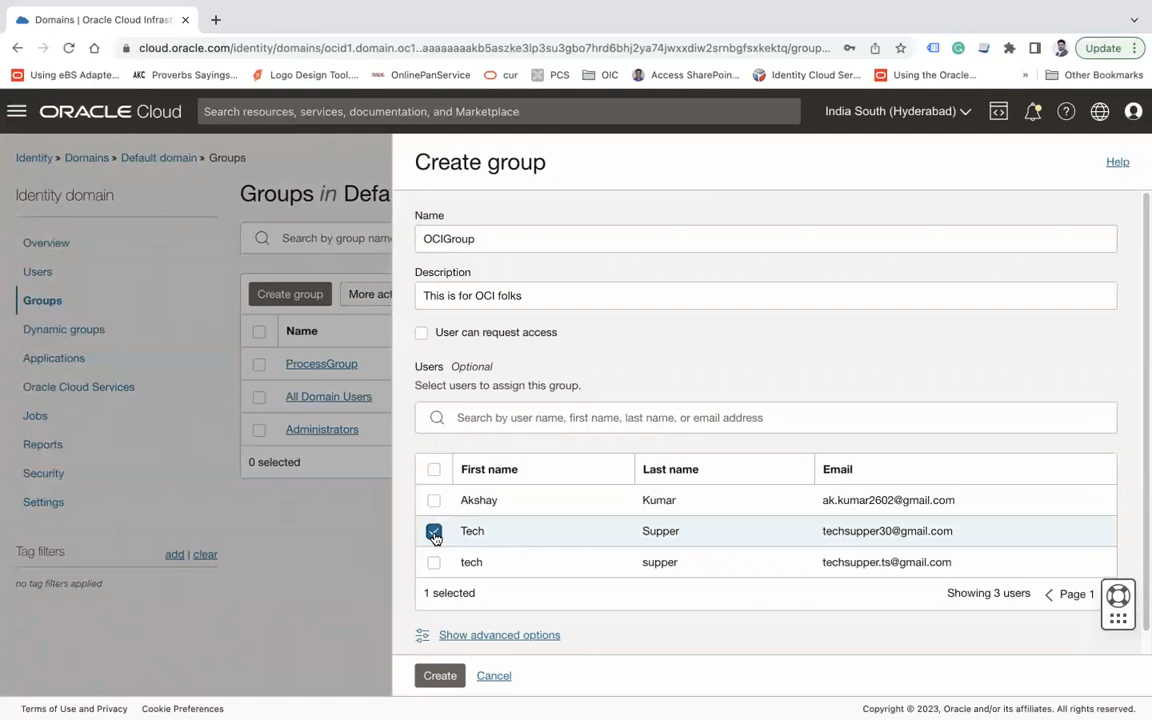 Domains | Oracle Cloud Infrast
cloud.oracle.com/identity/domains/ocid1.domain.oc1..aaaaaaaakb5aszke3lp3su3gbo7hrd6bhj2ya74jwxxdiw2srnbgfsxkektq/group...
Update
Using eBS Adapte...
AKC Proverbs Sayings...
Logo Design Tool....
OnlinePanService
cur
PCS
OIC
Access SharePoin...
Identity Cloud Ser...
Using the Oracle...
»
Other Bookmarks
ORACLE Cloud
Search resources, services, documentation, and Marketplace
India South (Hyderabad)
Identity » Domains » Default domain » Groups
Identity domain
Overview
Users
Groups
Dynamic groups
Applications
Oracle Cloud Services
Jobs
Reports
Security
Settings
Tag filters add | clear
no tag filters applied
Groups in Defa
Search by group name
Create group
More act
Name
ProcessGroup
All Domain Users
Administrators
0 selected
Create group
Help
Name
OCIGroup
Description
This is for OCI folks
User can request access
Users Optional
Select users to assign this group.
Search by user name, first name, last name, or email address
First name Last name Email
Akshay Kumar ak.kumar2602@gmail.com
Tech Supper techsupper30@gmail.com
tech supper techsupper.ts@gmail.com
1 selected Showing 3 users Page 1
Show advanced options
Create Cancel
Terms of Use and Privacy Cookie Preferences
Copyright © 2023, Oracle and/or its affiliates. All rights reserved.